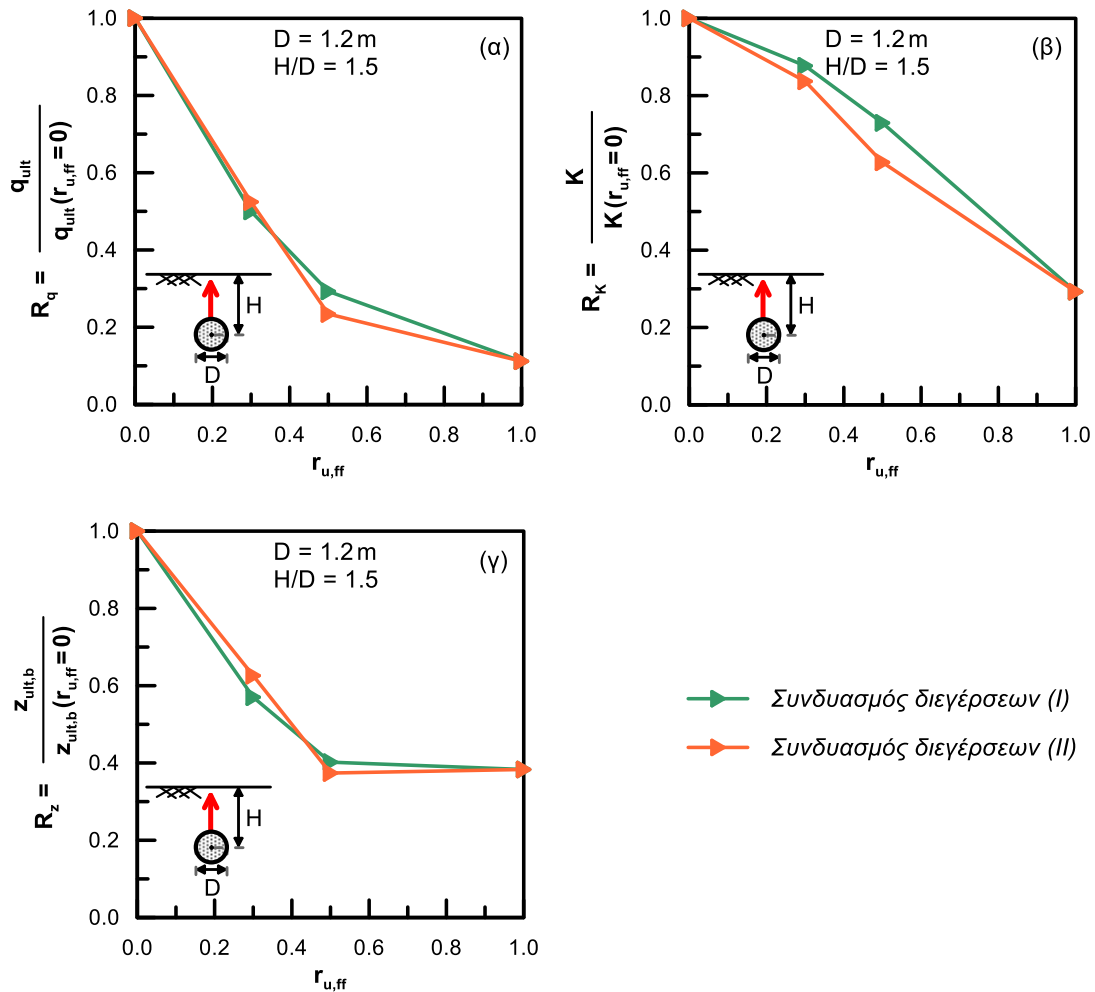 D = 1.2 m
H/D = 1.5
(α)
R_q = q_ult / q_ult(r_u,ff=0)
1.0
0.8
0.6
0.4
0.2
0.0
H
D
0.0 0.2 0.4 0.6 0.8 1.0
r_u,ff
D = 1.2 m
H/D = 1.5
(β)
R_K = K / K(r_u,ff=0)
1.0
0.8
0.6
0.4
0.2
0.0
H
D
0.0 0.2 0.4 0.6 0.8 1.0
r_u,ff
D = 1.2 m
H/D = 1.5
(γ)
R_z = z_ult,b / z_ult,b(r_u,ff=0)
1.0
0.8
0.6
0.4
0.2
0.0
H
D
0.0 0.2 0.4 0.6 0.8 1.0
r_u,ff
Συνδυασμός διεγέρσεων (I)
Συνδυασμός διεγέρσεων (II)